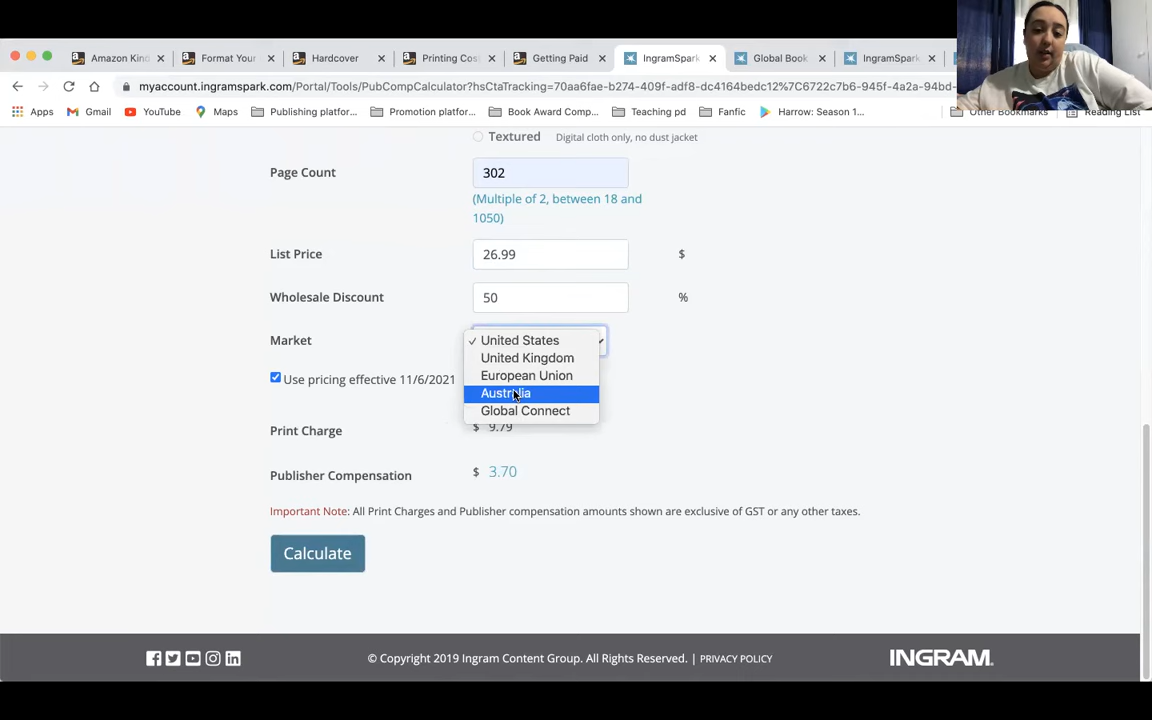 Amazon Kin
Format Your
Hardcover
Printing Cos
Getting Paid
IngramSpark
Global Book
IngramSpark
myaccount.ingramspark.com/Portal/Tools/PubCompCalculator?hsCtaTracking=70aa6fae-b274-409f-adf8-dc4164bedc12%7C6722c7b6-945f-4a2a-94bd-
Apps
Gmail
YouTube
Maps
Publishing platfor...
Promotion platfor...
Book Award Comp...
Teaching pd
Fanfic
Harrow: Season 1...
Other Bookmarks
Reading List
Textured Digital cloth only, no dust jacket
Page Count 302
(Multiple of 2, between 18 and
1050)
List Price 26.99 $
Wholesale Discount 50 %
Market
✓ United States
United Kingdom
European Union
Australia
Global Connect
Use pricing effective 11/6/2021
Print Charge $ 9.79
Publisher Compensation $ 3.70
Important Note: All Print Charges and Publisher compensation amounts shown are exclusive of GST or any other taxes.
Calculate
© Copyright 2019 Ingram Content Group. All Rights Reserved. | PRIVACY POLICY
INGRAM